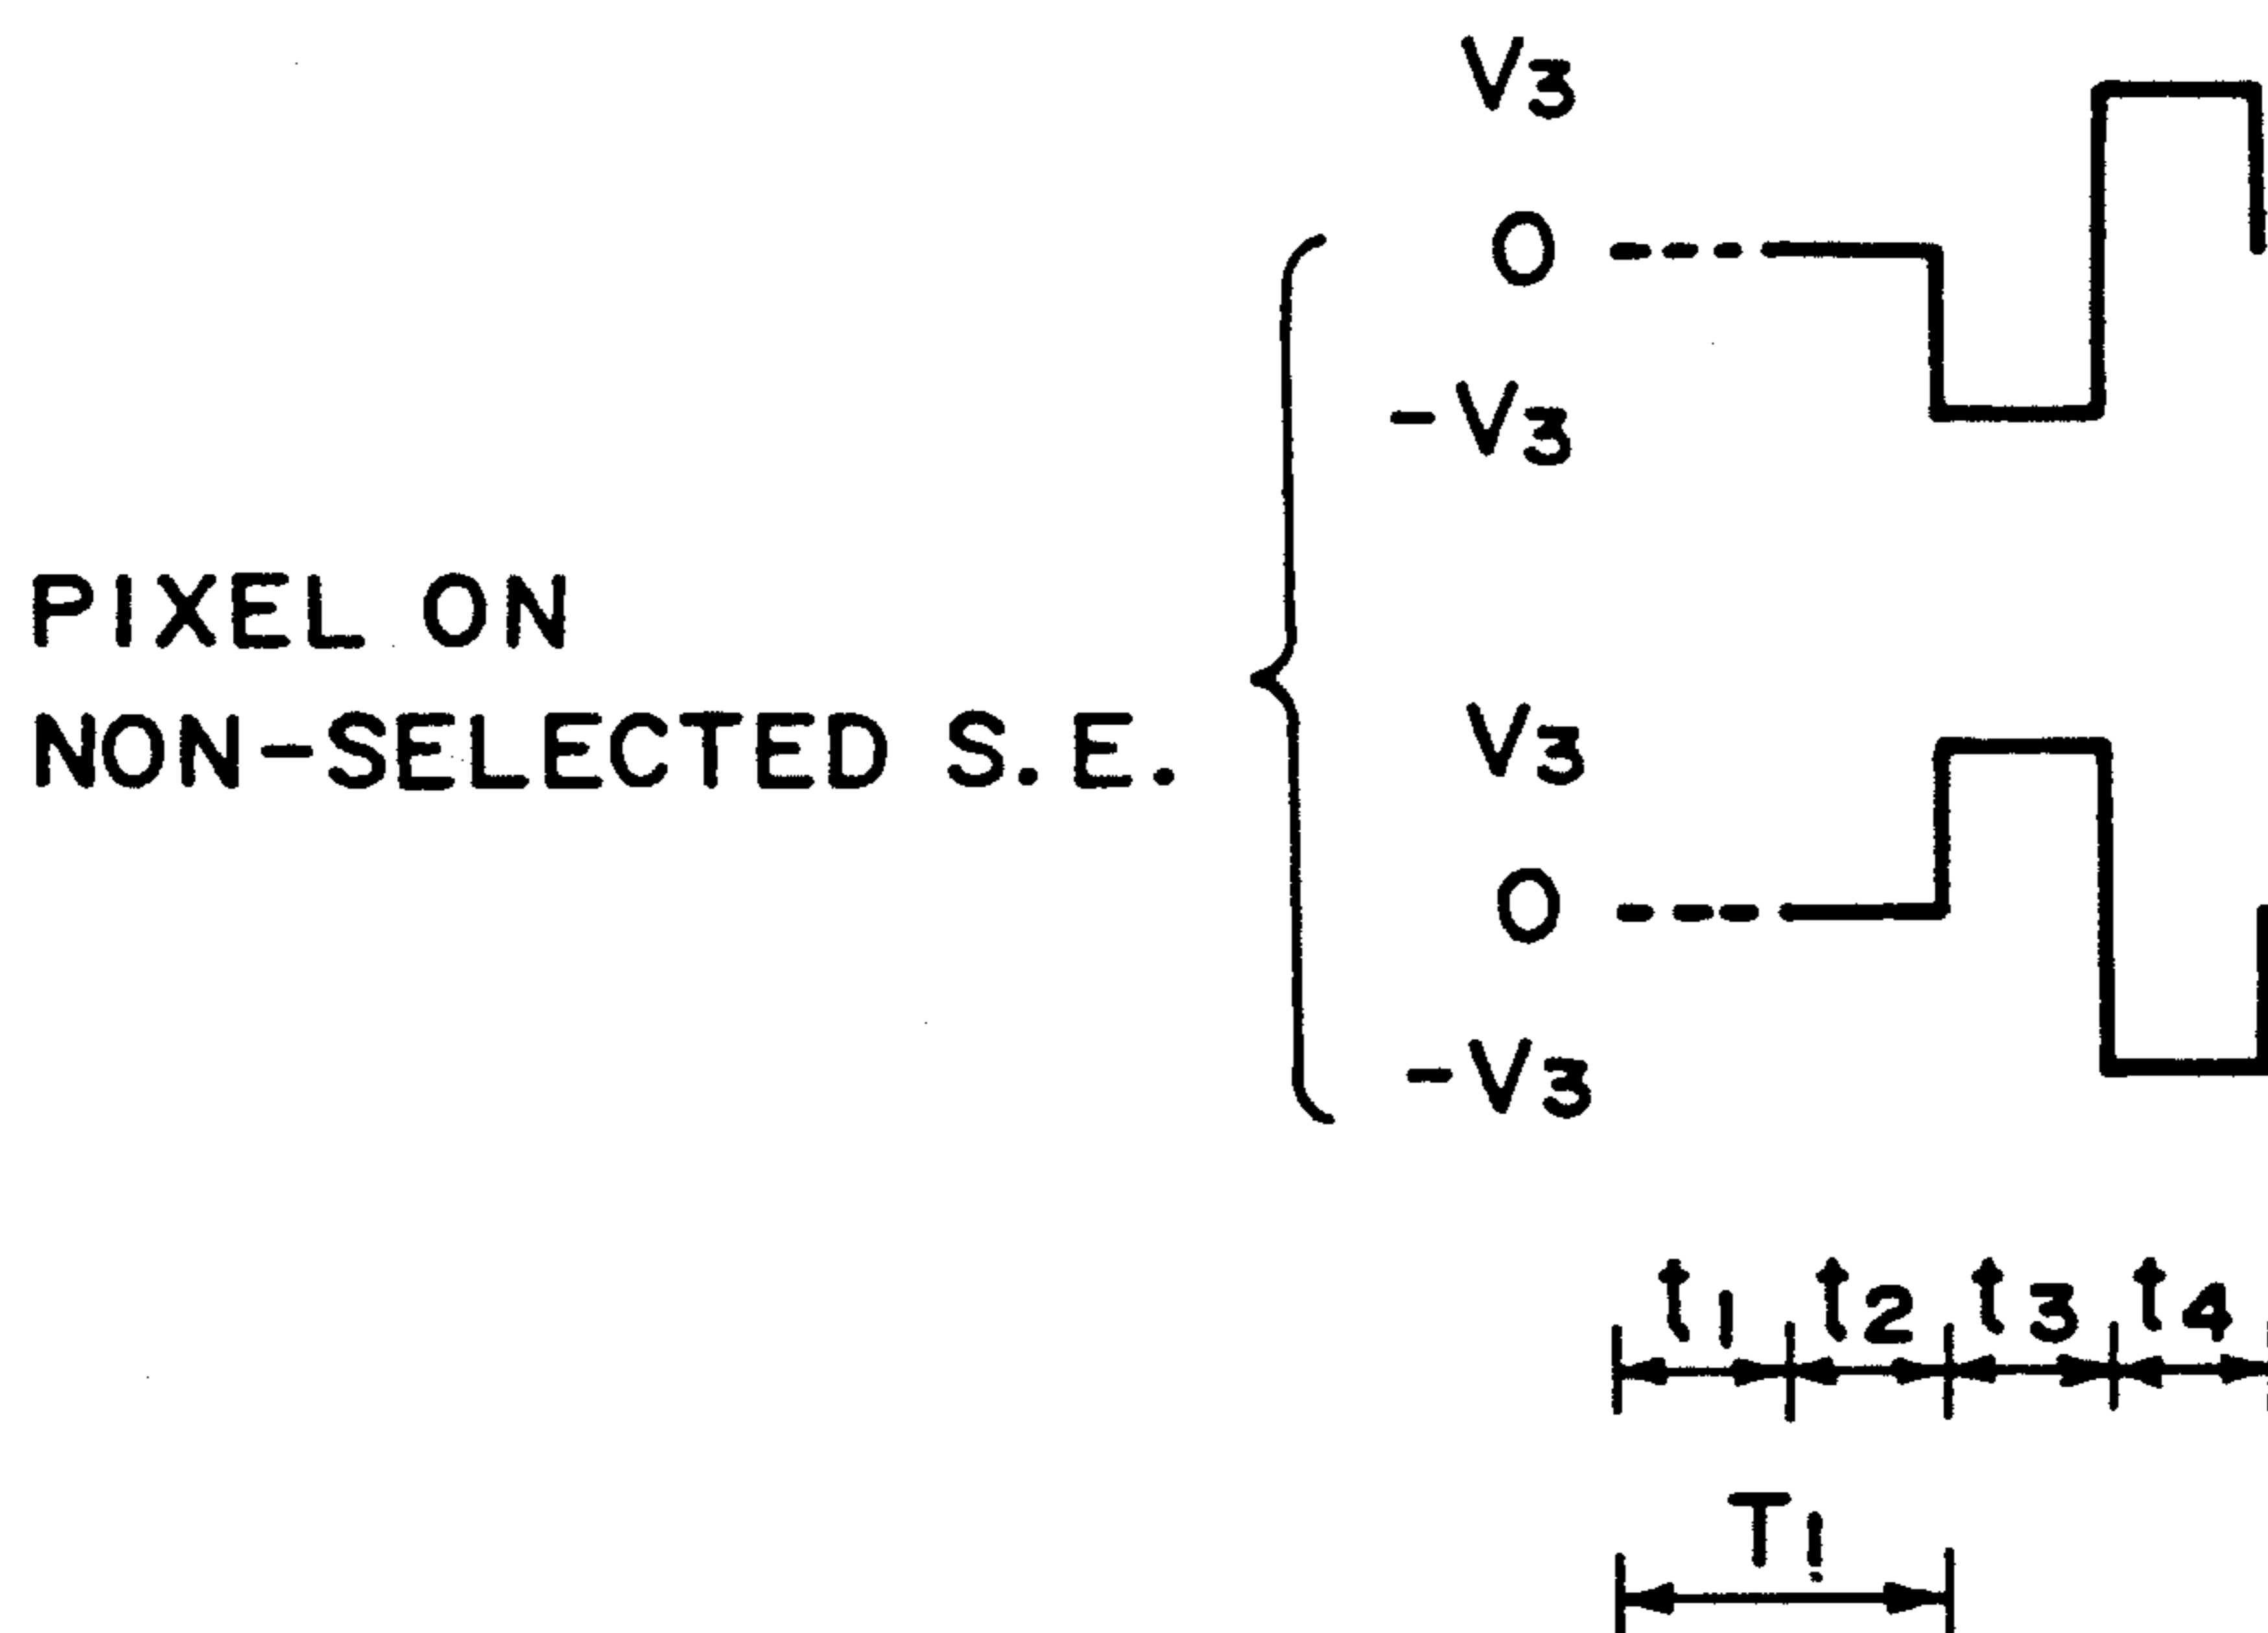 V3
0
-V3
PIXEL ON
NON-SELECTED S.E.
V3
0
-V3
t1 t2 t3 t4
T1